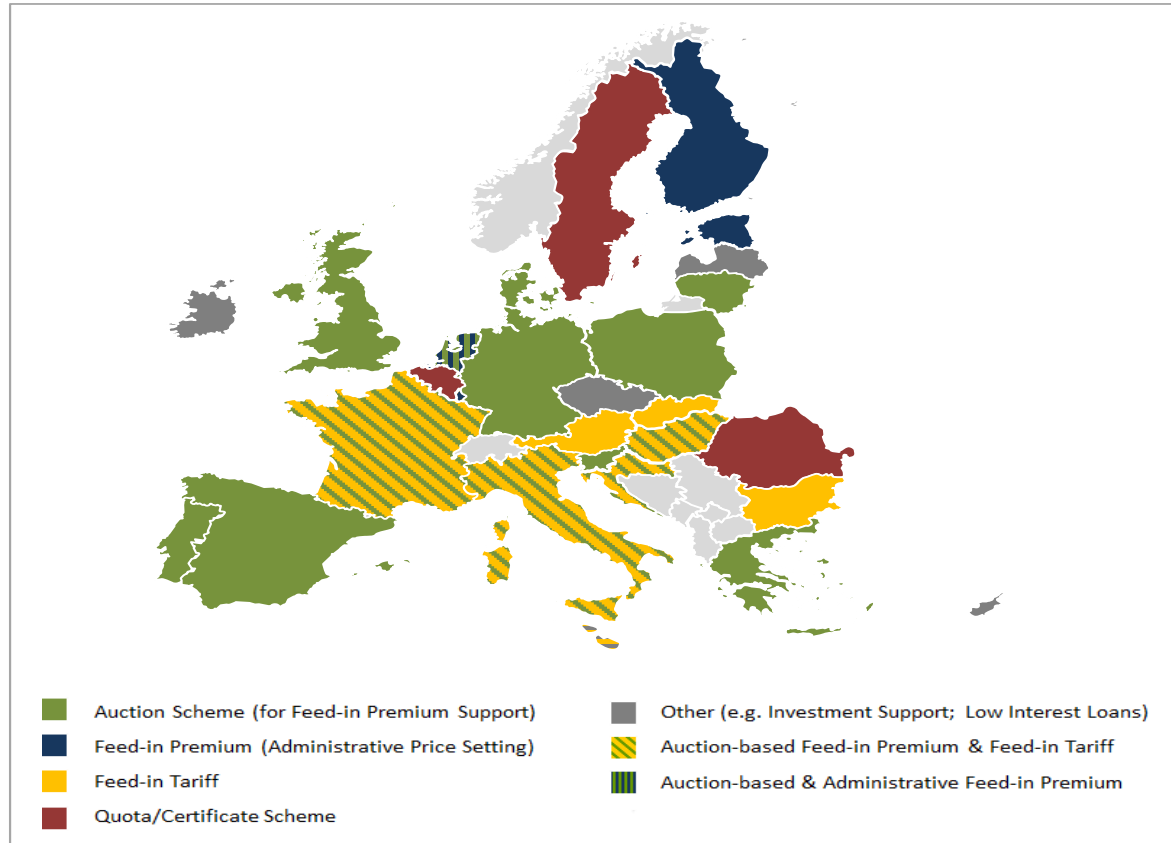 Auction Scheme (for Feed-in Premium Support)
Feed-in Premium (Administrative Price Setting)
Feed-in Tariff
Quota/Certificate Scheme
Other (e.g. Investment Support; Low Interest Loans)
Auction-based Feed-in Premium & Feed-in Tariff
Auction-based & Administrative Feed-in Premium